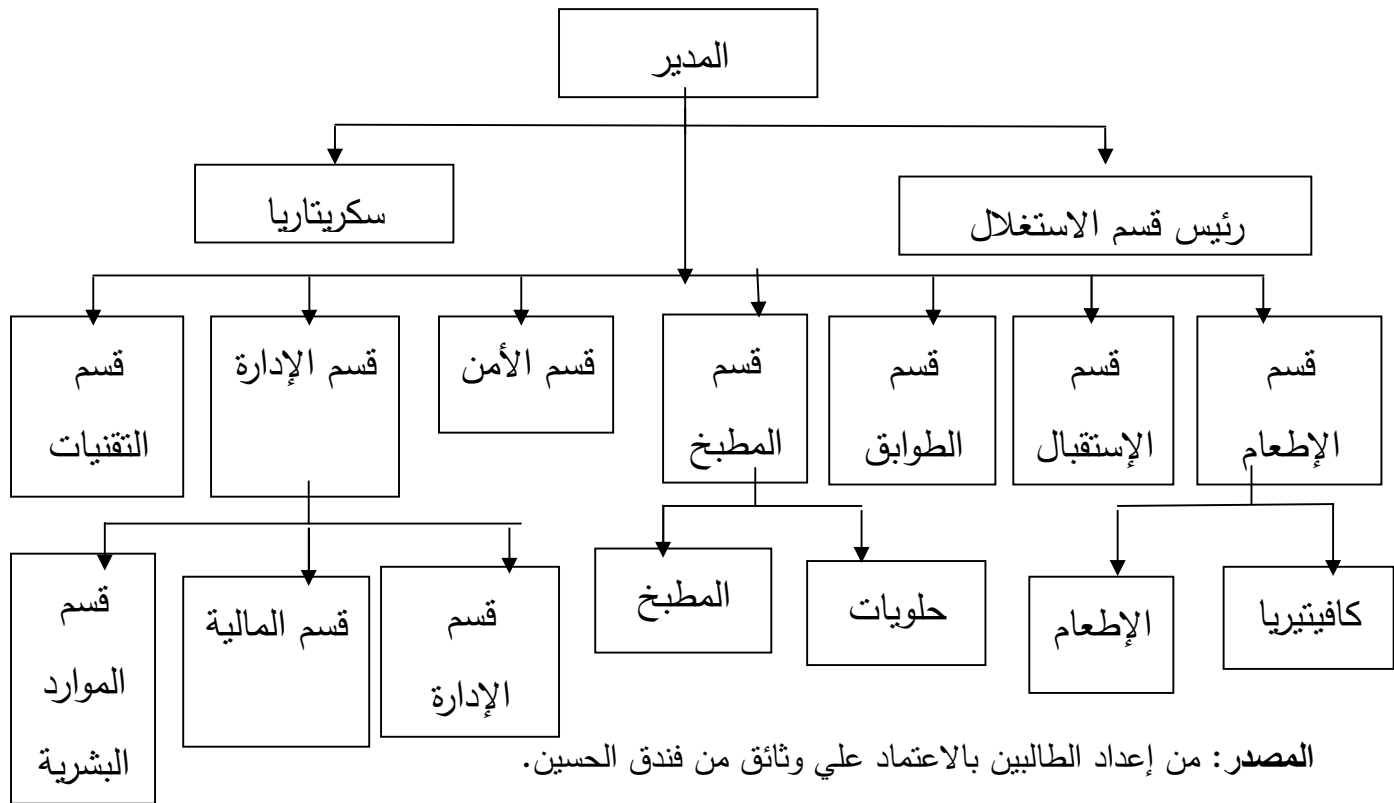 المدير
رئيس قسم الاستغلال
سكريتاريا
قسم
الإطعام
قسم
الإستقبال
قسم
الطوابق
قسم
المطبخ
قسم الأمن
قسم الإدارة
قسم
التقنيات
كافيتيريا
الإطعام
حلويات
المطبخ
قسم
الإدارة
قسم المالية
قسم
الموارد
البشرية
المصدر: من إعداد الطالبين بالاعتماد علي وثائق من فندق الحسين.